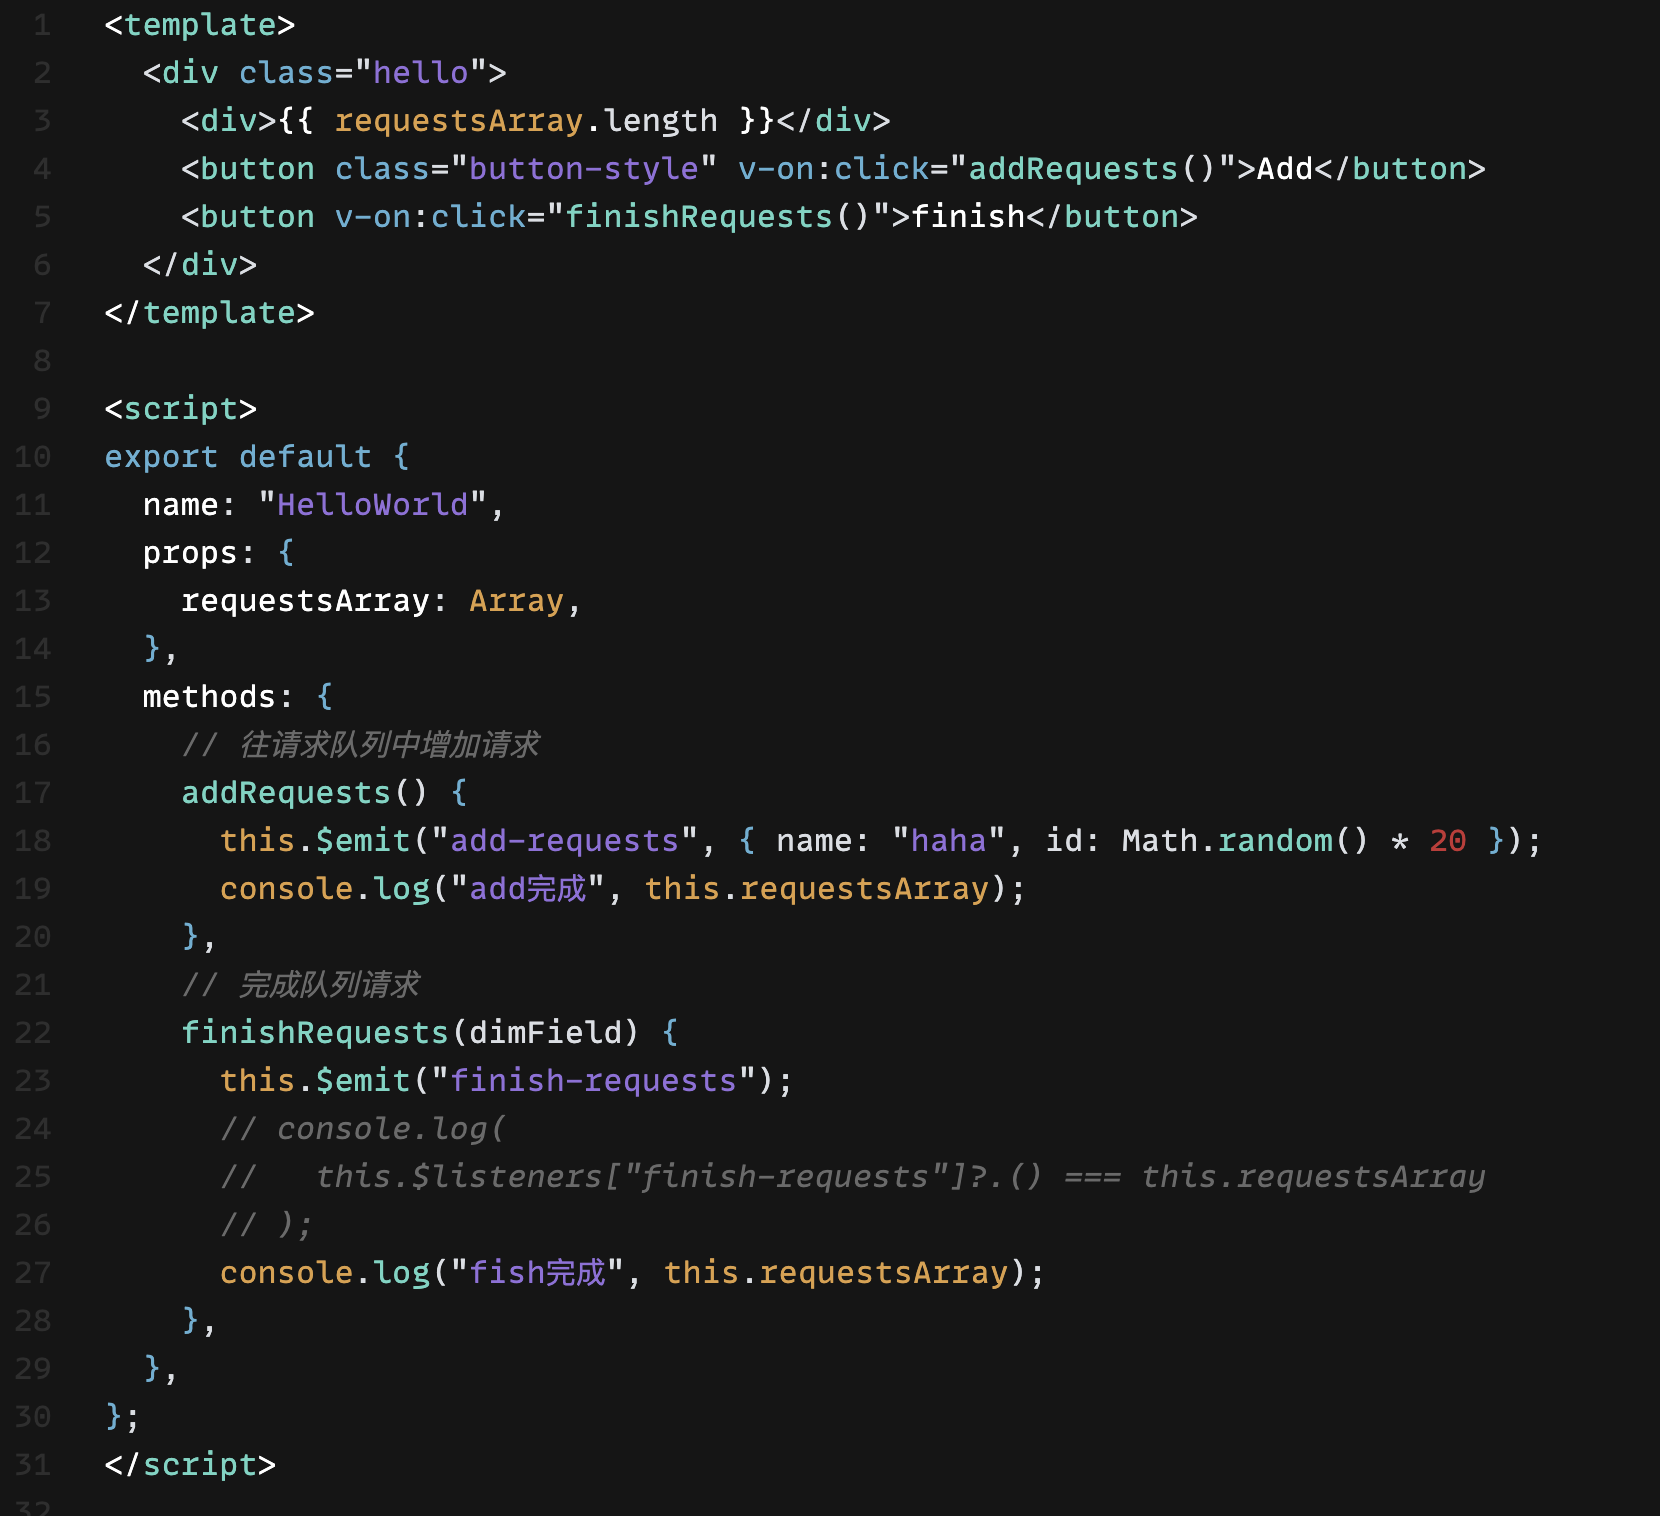 1 <template>
2   <div class="hello">
3     <div>{{ requestsArray.length }}</div>
4     <button class="button-style" v-on:click="addRequests()">Add</button>
5     <button v-on:click="finishRequests()">finish</button>
6   </div>
7 </template>
8
9 <script>
10 export default {
11   name: "HelloWorld",
12   props: {
13     requestsArray: Array,
14   },
15   methods: {
16     // 往请求队列中增加请求
17     addRequests() {
18       this.$emit("add-requests", { name: "haha", id: Math.random() * 20 });
19       console.log("add完成", this.requestsArray);
20     },
21     // 完成队列请求
22     finishRequests(dimField) {
23       this.$emit("finish-requests");
24       // console.log(
25       //   this.$listeners["finish-requests"]?.() === this.requestsArray
26       // );
27       console.log("fish完成", this.requestsArray);
28     },
29   },
30 };
31 </script>
32